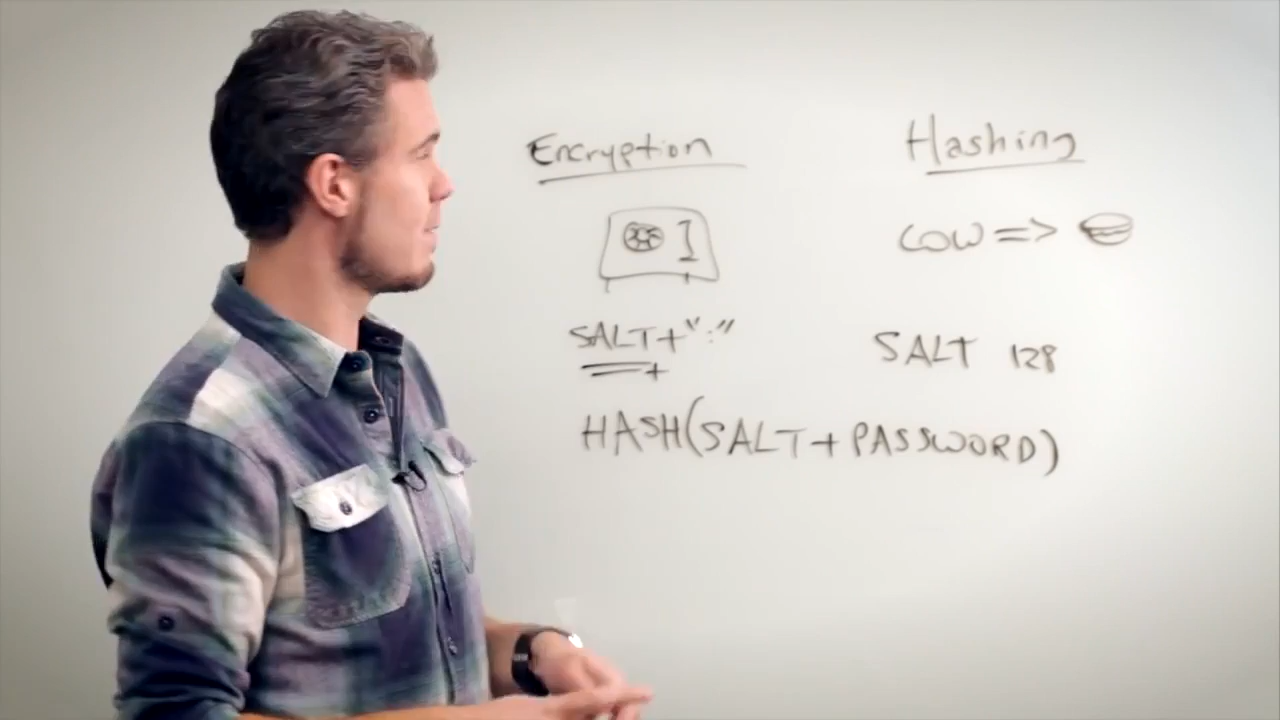 Encryption
Hashing
COW =>
SALT + ":"
+
SALT 128
HASH(SALT + PASSWORD)